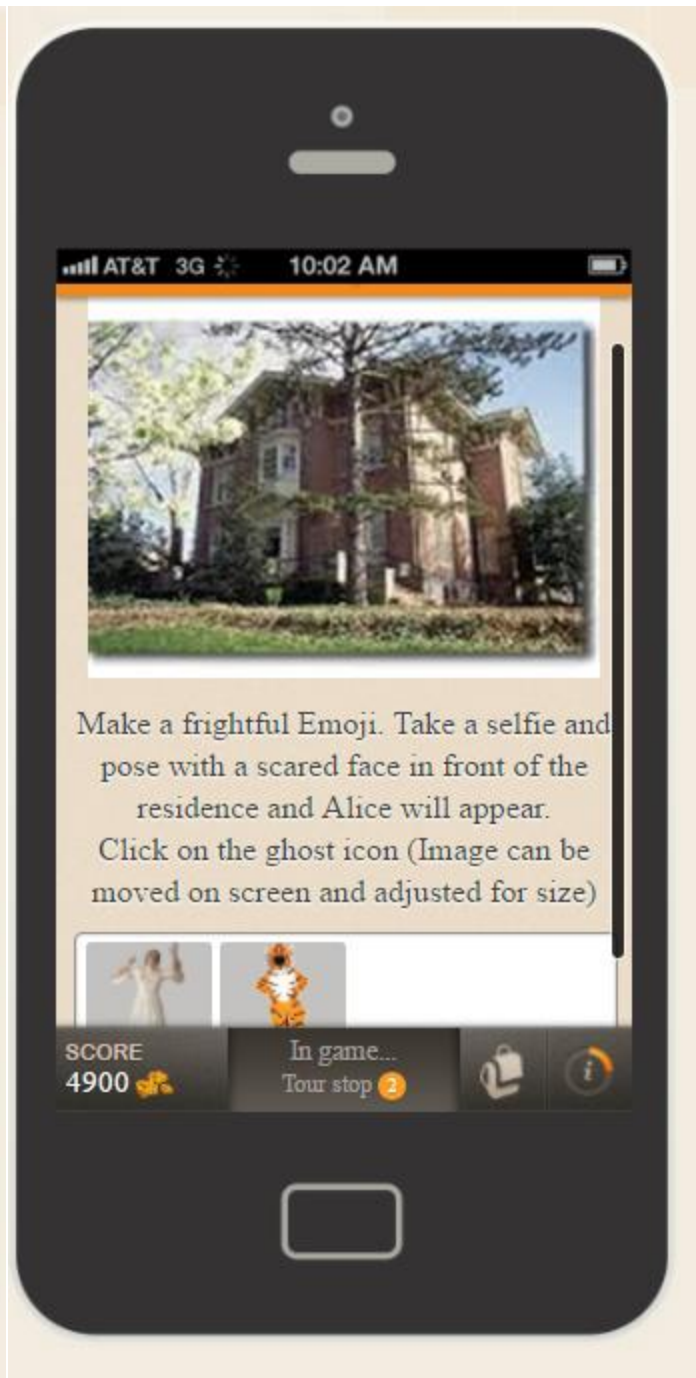 AT&T 3G 10:02 AM
Make a frightful Emoji. Take a selfie and
pose with a scared face in front of the
residence and Alice will appear.
Click on the ghost icon (Image can be
moved on screen and adjusted for size)
SCORE
4900
In game...
Tour stop 2
i